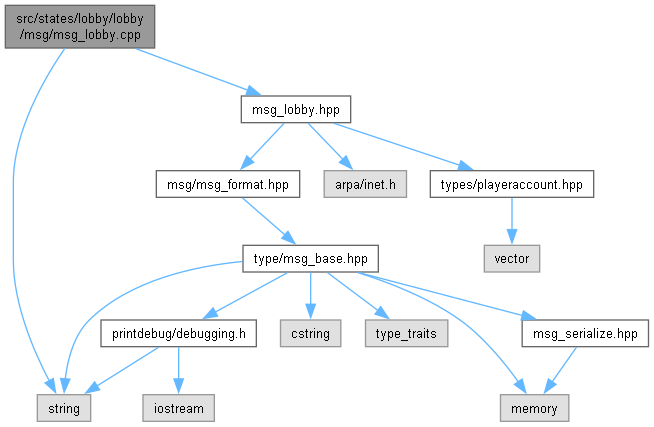 src/states/lobby/lobby
/msg/msg_lobby.cpp
msg_lobby.hpp
msg/msg_format.hpp
arpa/inet.h
types/playeraccount.hpp
type/msg_base.hpp
vector
printdebug/debugging.h
cstring
type_traits
msg_serialize.hpp
string
iostream
memory